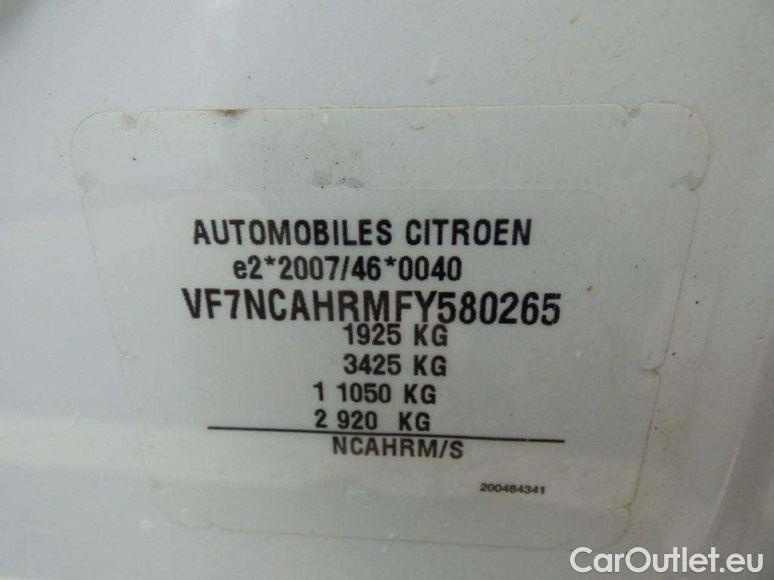 AUTOMOBILES CITROEN
e2*2007/46*0040
VF7NCAHRMFY580265
1925 KG
3425 KG
1 1050 KG
2 920 KG
NCAHRM/S
200484341
CarOutlet.eu